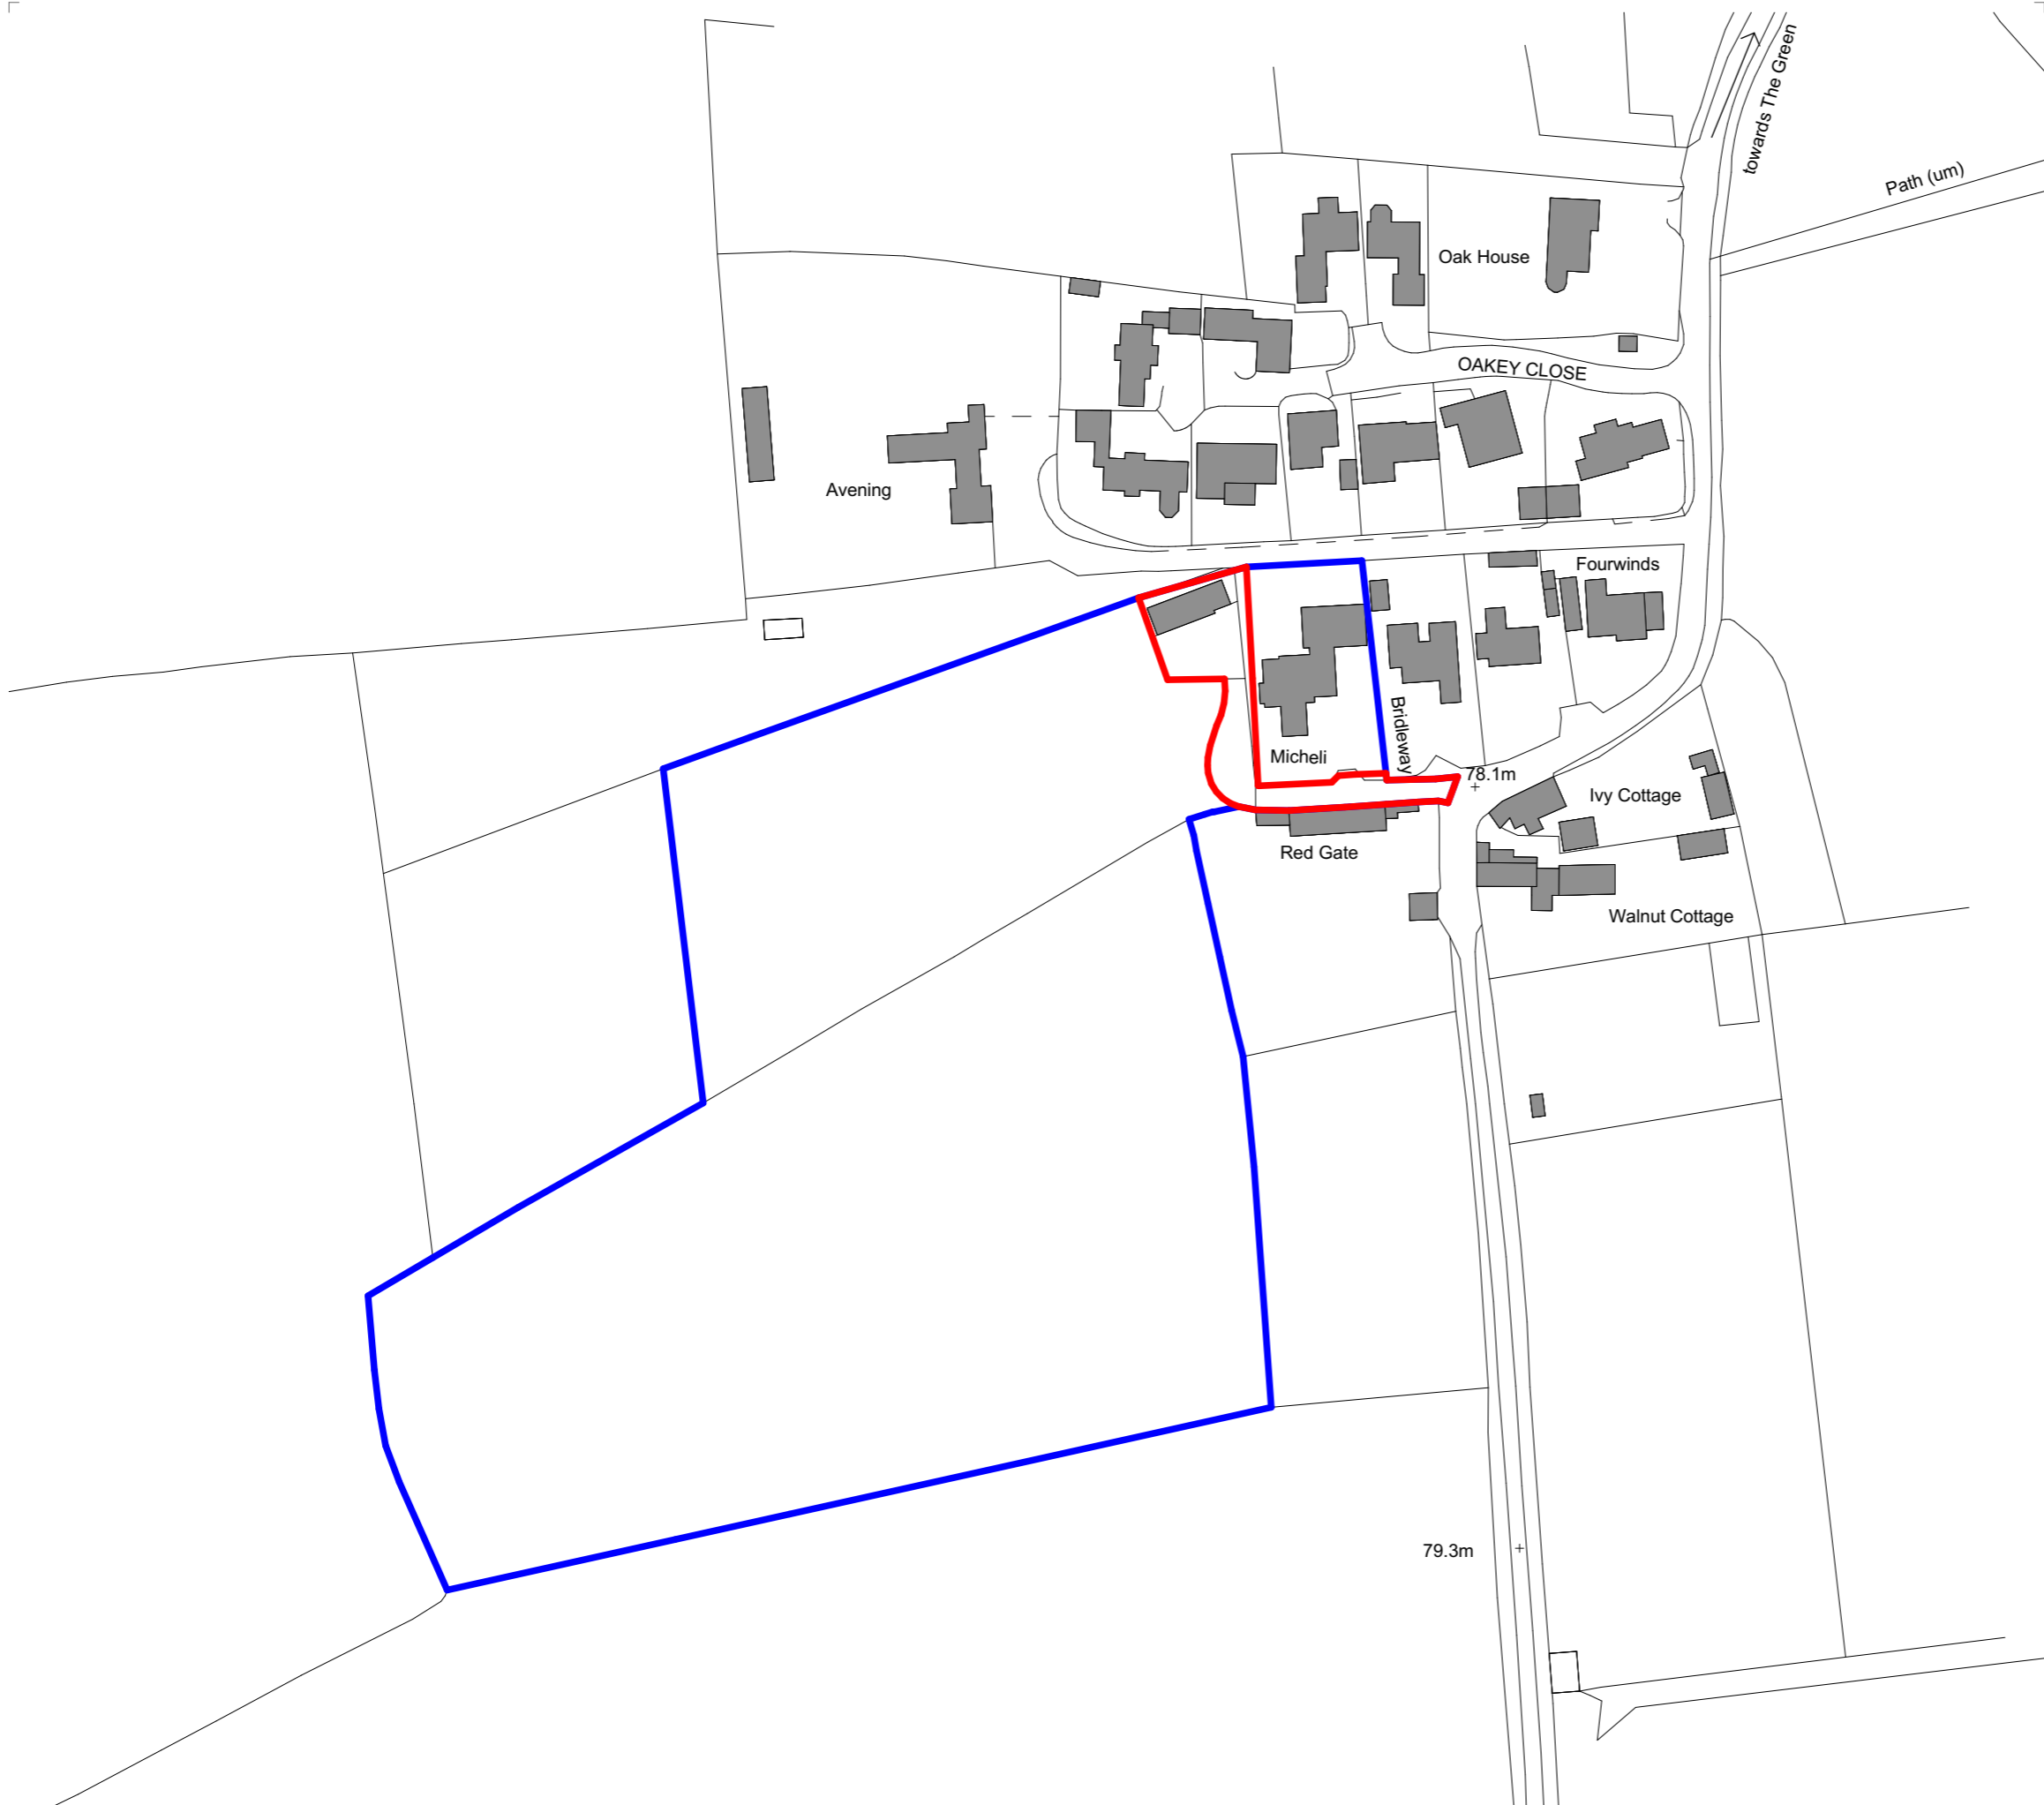 towards The Green
Path (um)
Oak House
OAKEY CLOSE
Avening
Fourwinds
Bridleway
Micheli
78.1m
Ivy Cottage
Red Gate
Walnut Cottage
79.3m